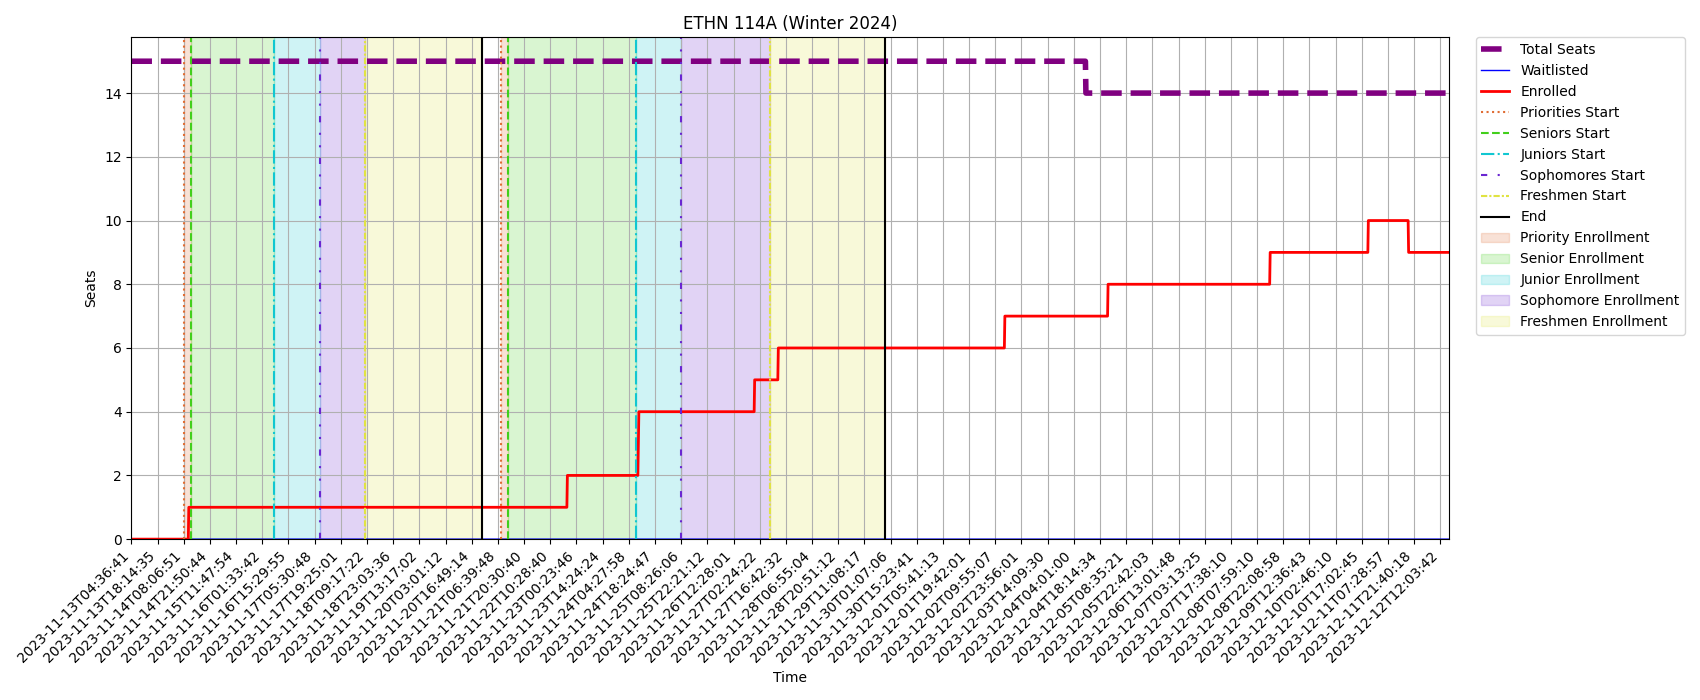 ETHN 114A (Winter 2024)
Seats
14
12
10
8
6
4
2
0
2023-11-13T04:36:41
2023-11-13T18:14:35
2023-11-14T08:06:51
2023-11-14T21:50:44
2023-11-15T11:47:54
2023-11-16T01:33:42
2023-11-16T15:29:55
2023-11-17T05:30:48
2023-11-17T19:25:01
2023-11-18T09:17:22
2023-11-18T23:03:36
2023-11-19T13:17:02
2023-11-20T03:01:12
2023-11-20T16:49:14
2023-11-21T06:39:48
2023-11-21T20:30:40
2023-11-22T10:28:40
2023-11-23T00:23:46
2023-11-23T14:24:24
2023-11-24T04:27:58
2023-11-24T18:24:47
2023-11-25T08:26:06
2023-11-25T22:21:12
2023-11-26T12:28:01
2023-11-27T02:24:22
2023-11-27T16:42:32
2023-11-28T06:55:04
2023-11-28T20:51:12
2023-11-29T11:08:17
2023-11-30T01:07:06
2023-11-30T15:23:41
2023-12-01T05:41:13
2023-12-01T19:42:01
2023-12-02T09:55:07
2023-12-02T23:56:01
2023-12-03T14:09:30
2023-12-04T04:01:00
2023-12-04T18:14:34
2023-12-05T08:35:21
2023-12-05T22:42:03
2023-12-06T13:01:48
2023-12-07T03:13:25
2023-12-07T17:38:10
2023-12-08T07:59:10
2023-12-08T22:08:58
2023-12-09T12:36:43
2023-12-10T02:46:10
2023-12-10T17:02:45
2023-12-11T07:28:57
2023-12-11T21:40:18
2023-12-12T12:03:42
Time
Total Seats
Waitlisted
Enrolled
Priorities Start
Seniors Start
Juniors Start
Sophomores Start
Freshmen Start
End
Priority Enrollment
Senior Enrollment
Junior Enrollment
Sophomore Enrollment
Freshmen Enrollment